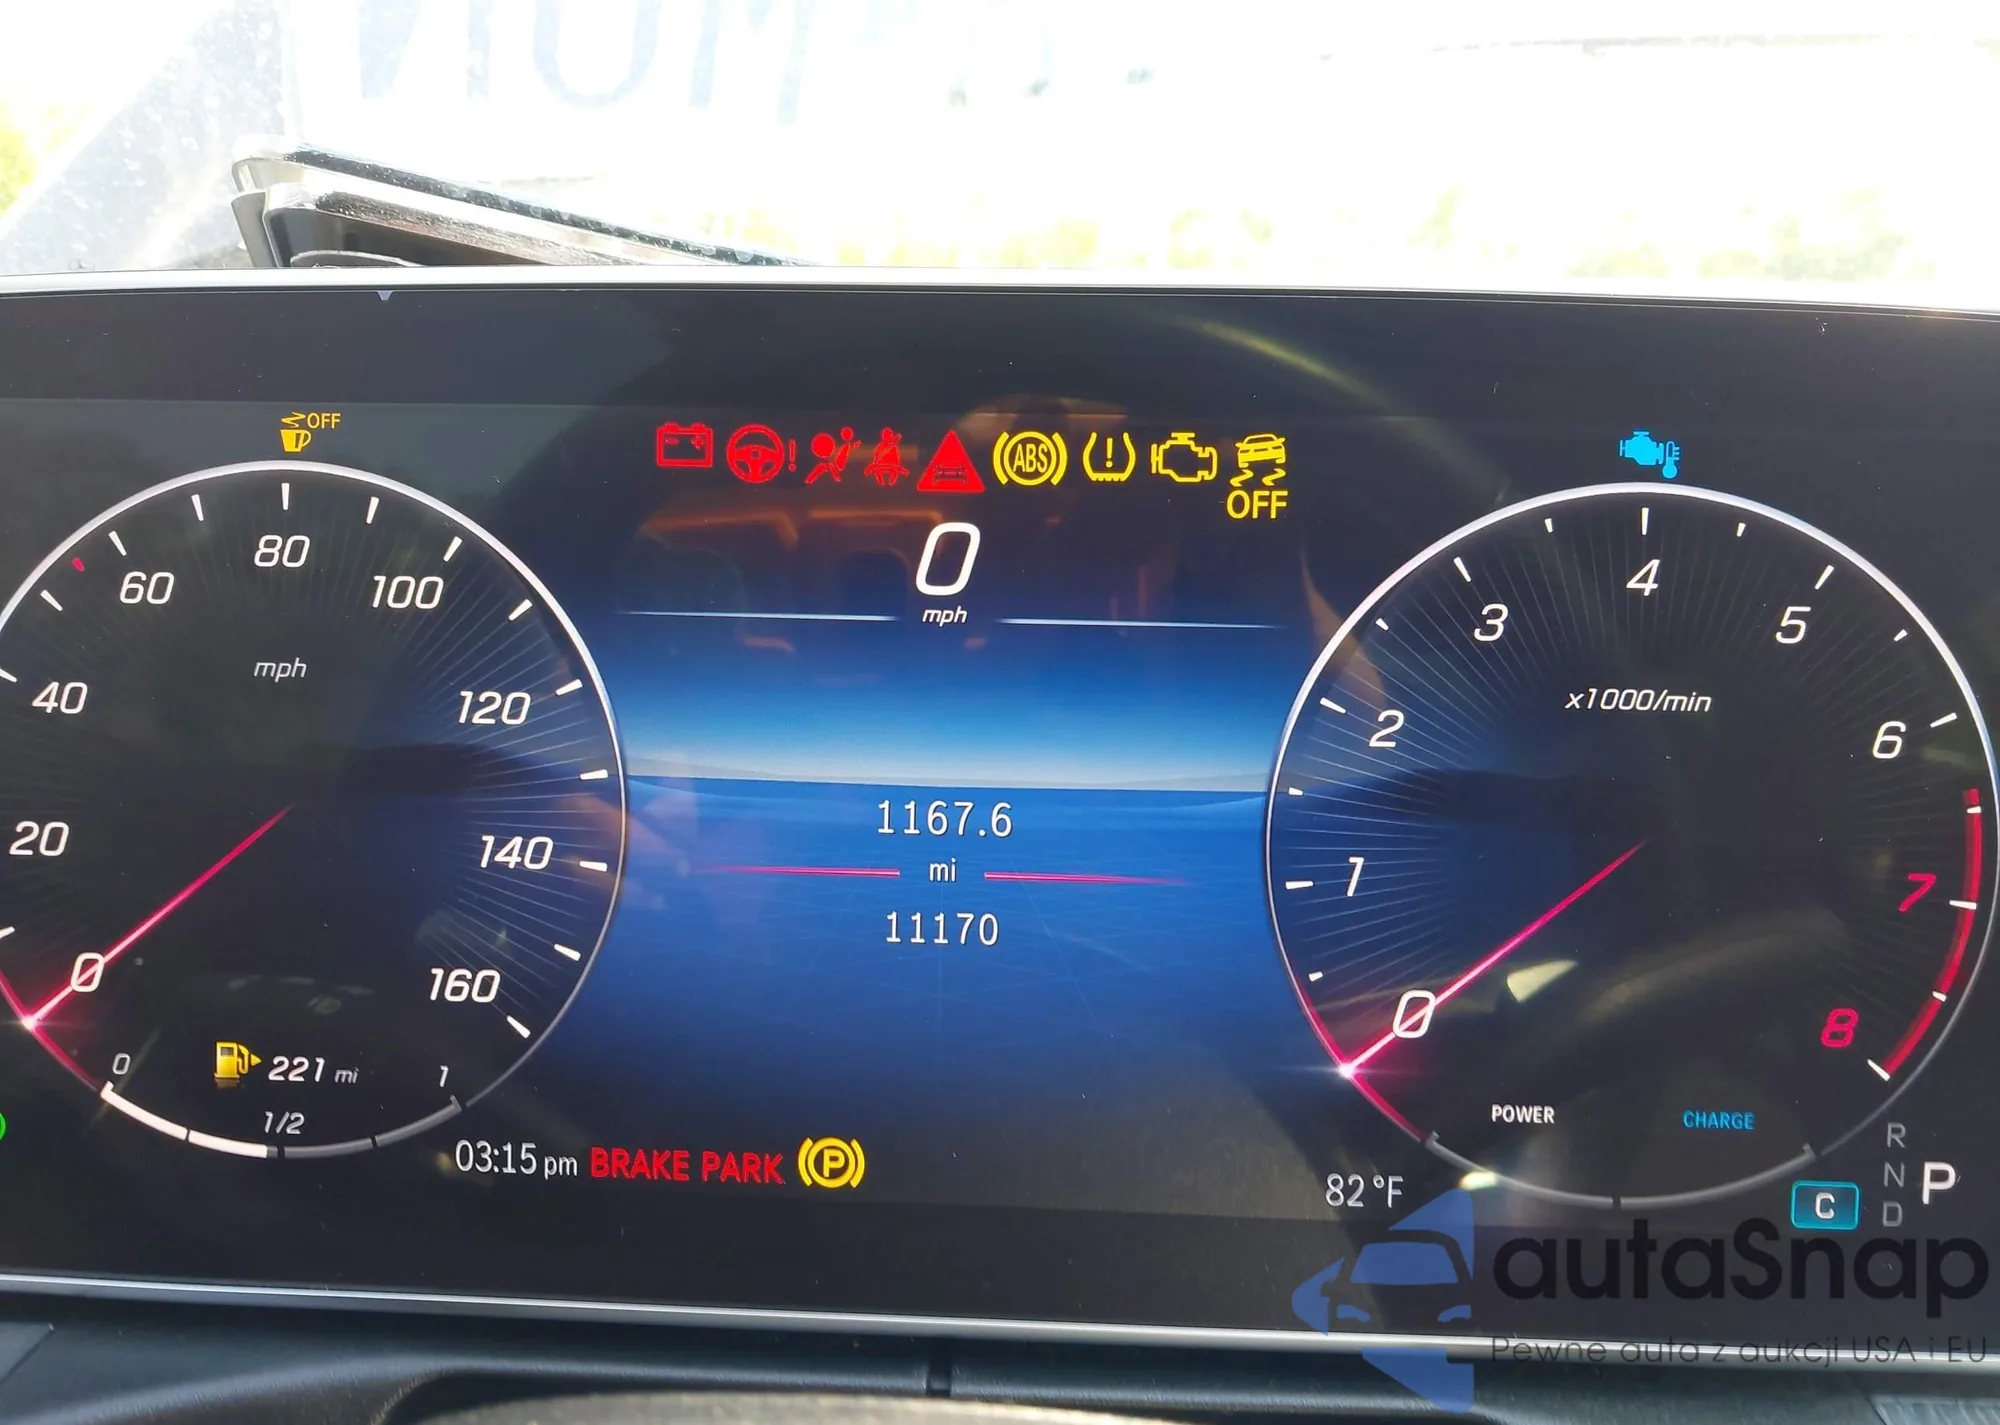 OFF
ABS
OFF
0
mph
0
20
40
60
80
100
120
140
160
mph
0
1/2
1
221 mi
1167.6
mi
11170
0
1
2
3
4
5
6
7
8
x1000/min
POWER
CHARGE
03:15 pm
BRAKE PARK
P
82 °F
C
R
N
D
P
autaSnap
Pewne auta z aukcji USA i EU